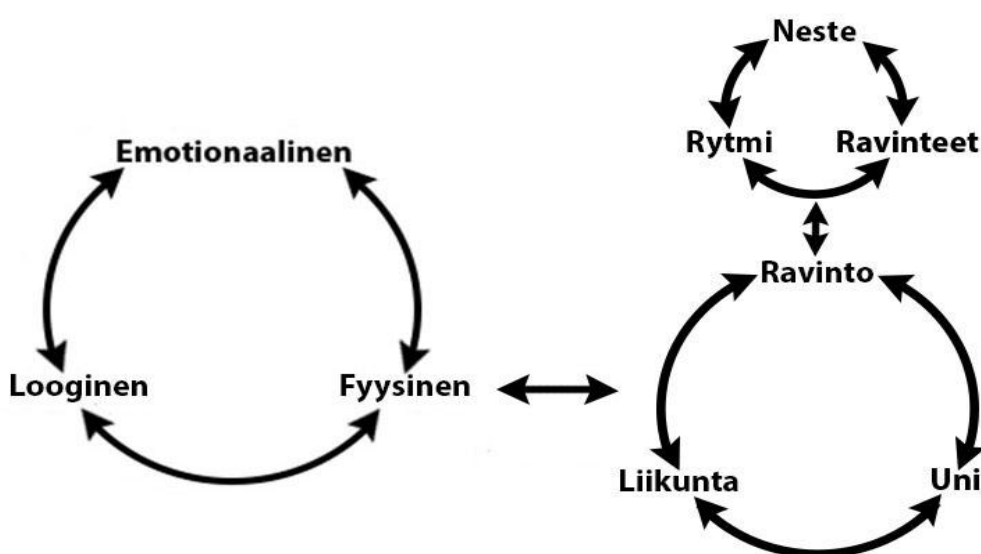 Neste
Rytmi
Ravinteet
Emotionaalinen
Ravinto
Looginen
Fyysinen
Liikunta
Uni